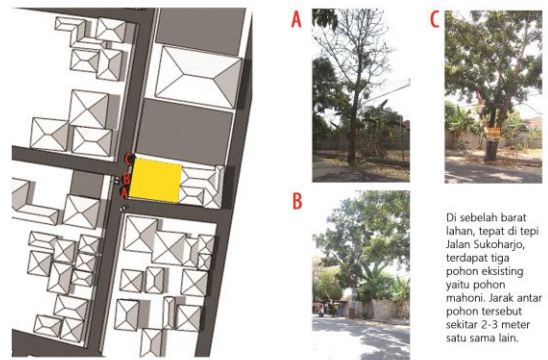 A
C
C
B
A
B
Di sebelah barat
lahan, tepat di tepi
Jalan Sukoharjo,
terdapat tiga
pohon eksisting
yaitu pohon
mahoni. Jarak antar
pohon tersebut
sekitar 2-3 meter
satu sama lain.